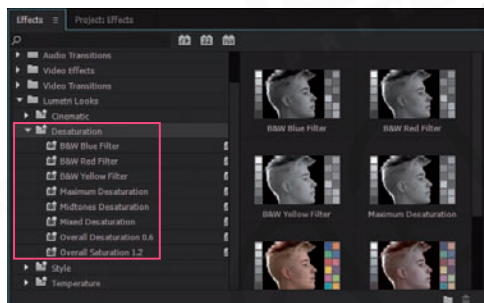 Effects Project: Effects
Audio Transitions
Video Effects
Video Transitions
Lumetri Looks
Cinematic
Desaturation
B&W Blue Filter
B&W Red Filter
B&W Yellow Filter
Maximum Desaturation
Midtones Desaturation
Mixed Desaturation
Overall Desaturation 0.6
Overall Saturation 1.2
Style
Temperature
B&W Blue Filter B&W Red Filter
B&W Yellow Filter Maximum Desaturation